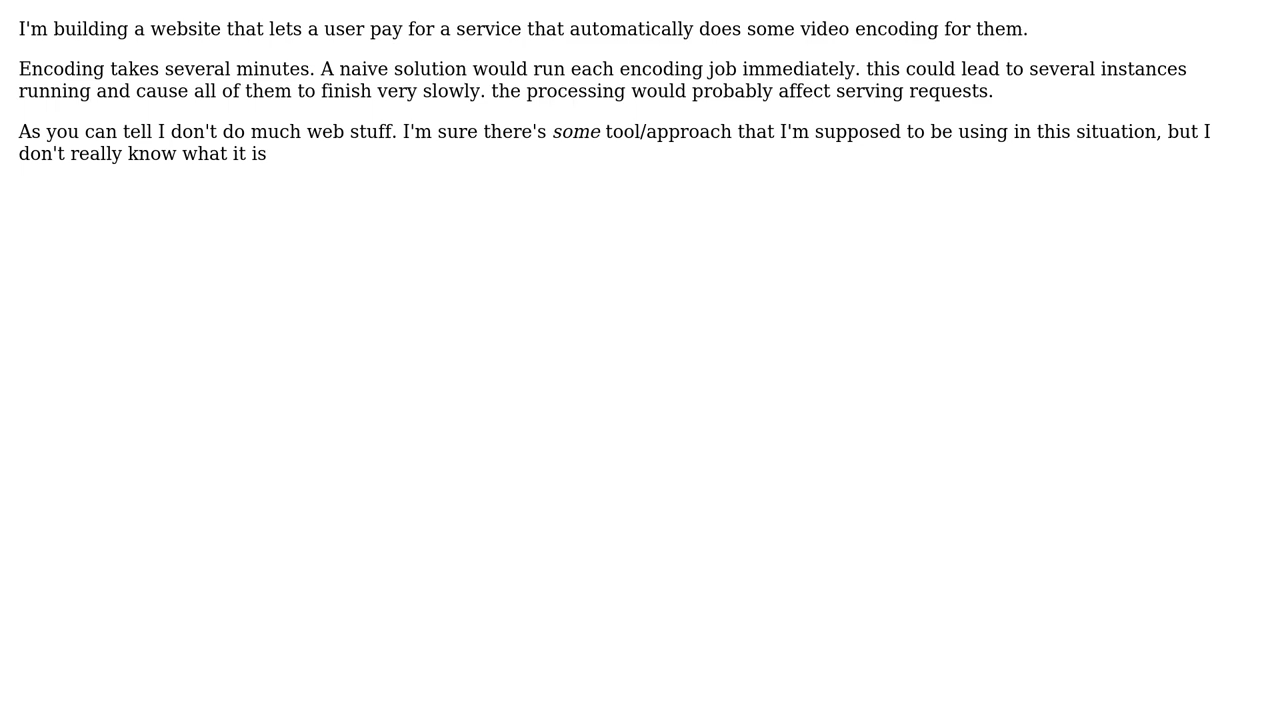 I'm building a website that lets a user pay for a service that automatically does some video encoding for them.
Encoding takes several minutes. A naive solution would run each encoding job immediately. this could lead to several instances
running and cause all of them to finish very slowly. the processing would probably affect serving requests.
As you can tell I don't do much web stuff. I'm sure there's some tool/approach that I'm supposed to be using in this situation, but I
don't really know what it is